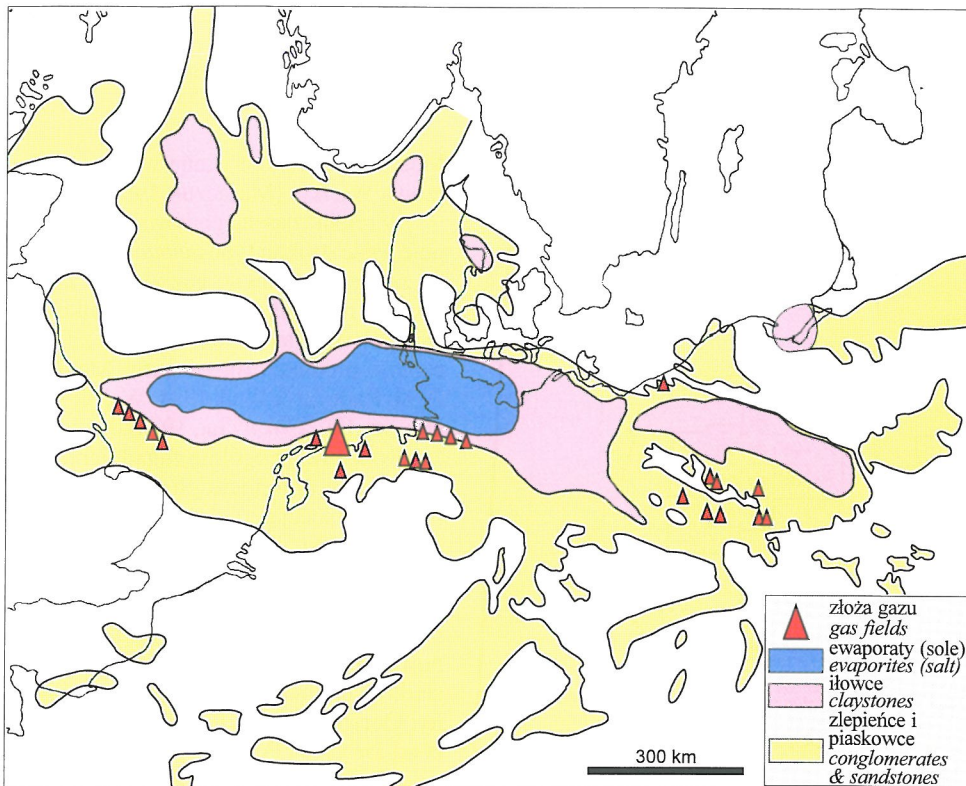 złoża gazu
gas fields
ewaporaty (sole)
evaporites (salt)
iłowce
claystones
zlepieńce i
piaskowce
conglomerates
& sandstones
300 km